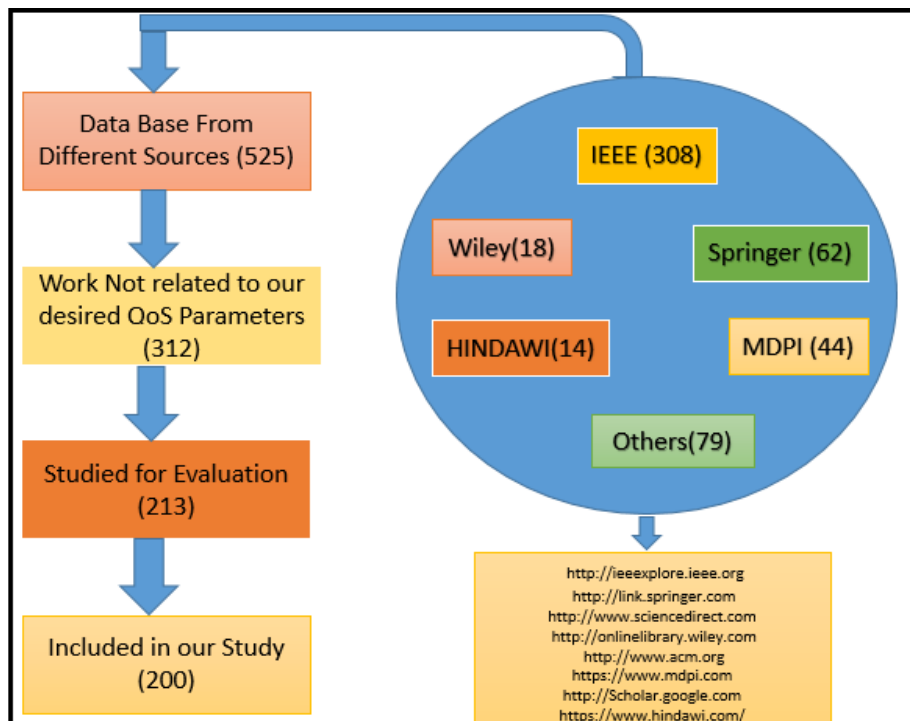 Data Base From
Different Sources (525)
Work Not related to our
desired QoS Parameters
(312)
Studied for Evaluation
(213)
Included in our Study
(200)
IEEE (308)
Wiley(18)
Springer (62)
HINDAWI(14)
MDPI (44)
Others(79)
http://ieeexplore.ieee.org
http://link.springer.com
http://www.sciencedirect.com
http://onlinelibrary.wiley.com
http://www.acm.org
https://www.mdpi.com
http://Scholar.google.com
https://www.hindawi.com/